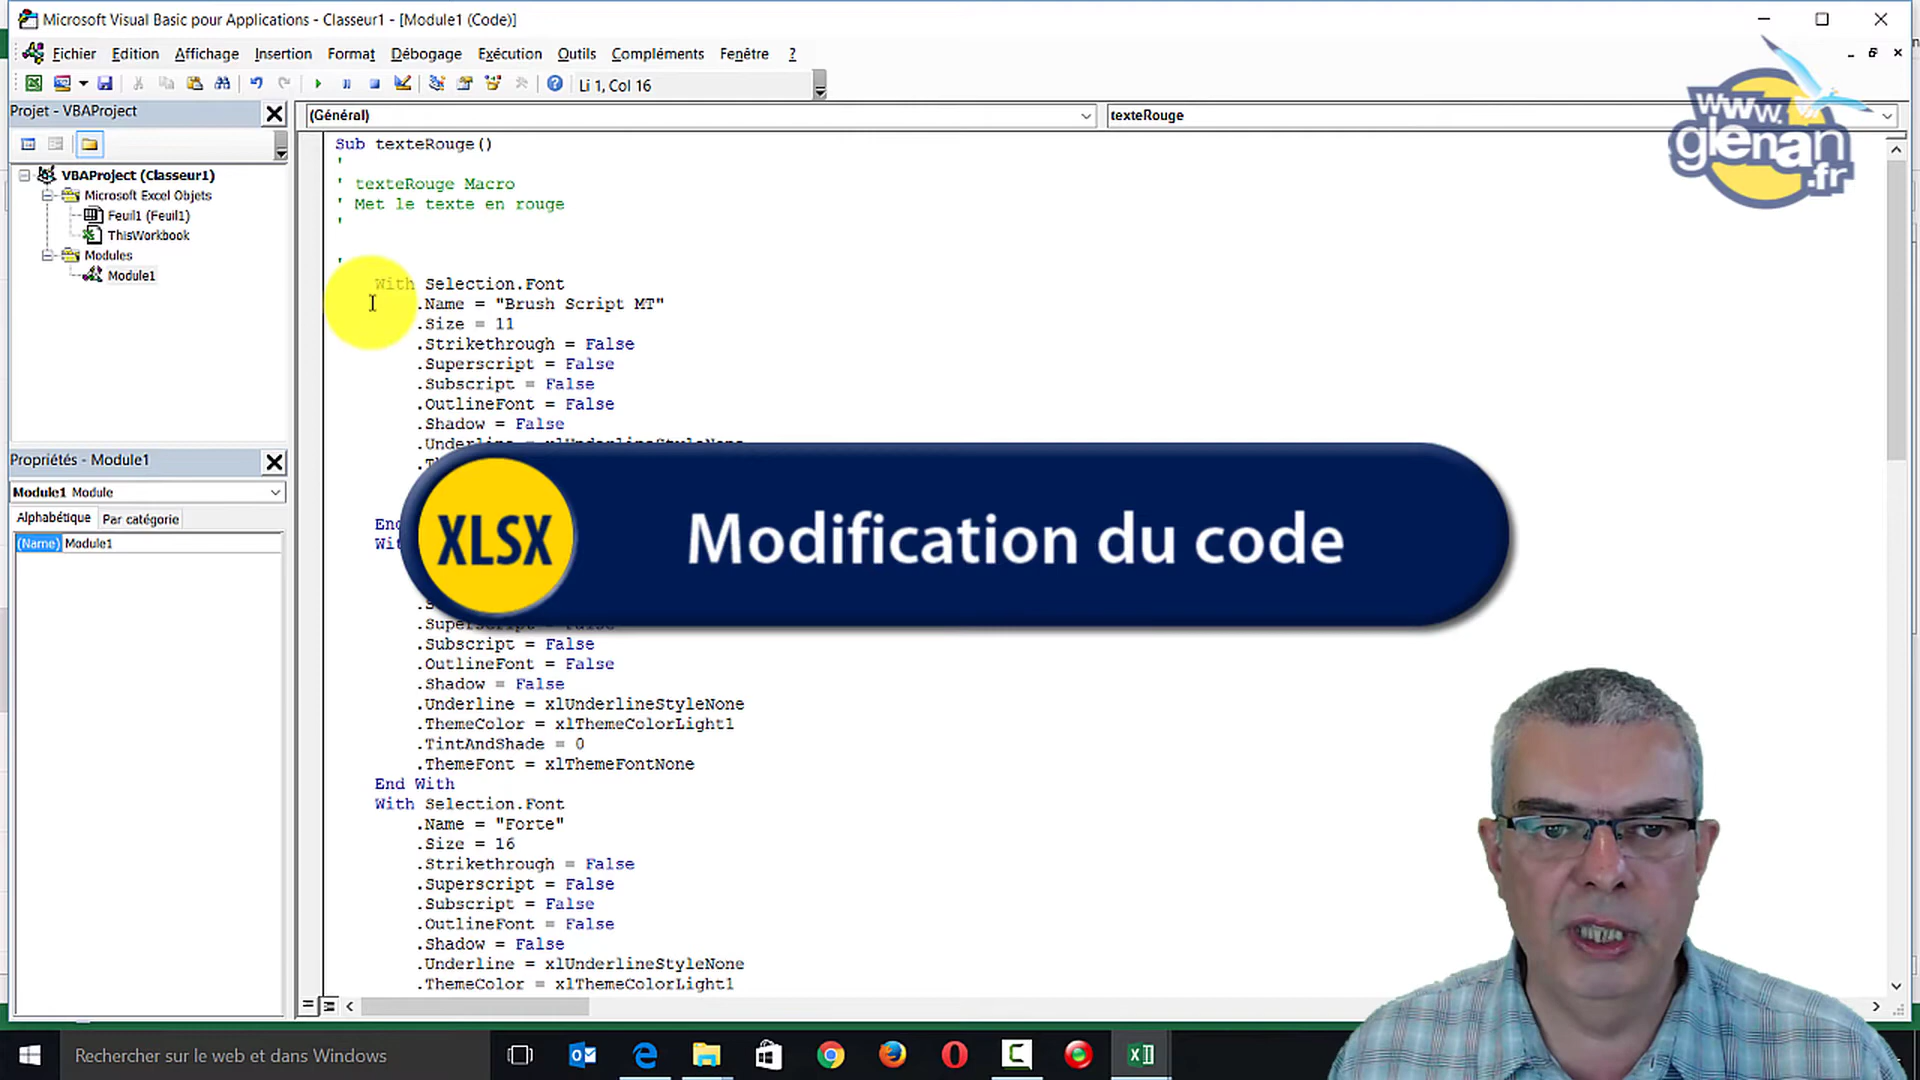 Microsoft Visual Basic pour Applications - Classeur1 - [Module1 (Code)]
Fichier Edition Affichage Insertion Format Débogage Exécution Outils Compléments Fenêtre ?
Li 1, Col 16
www.
glenan
.fr
Projet - VBAProject
VBAProject (Classeur1)
Microsoft Excel Objets
Feuil1 (Feuil1)
ThisWorkbook
Modules
Module1
Propriétés - Module1
Module1 Module
Alphabétique Par catégorie
(Name) Module1
(Général) texteRouge
Sub texteRouge()
'
' texteRouge Macro
' Met le texte en rouge
'
'
With Selection.Font
.Name = "Brush Script MT"
.Size = 11
.Strikethrough = False
.Superscript = False
.Subscript = False
.OutlineFont = False
.Shadow = False
.Underline = xlUnderlineStyleNone
XLSX Modification du code
.Superscript = False
.Subscript = False
.OutlineFont = False
.Shadow = False
.Underline = xlUnderlineStyleNone
.ThemeColor = xlThemeColorLight1
.TintAndShade = 0
.ThemeFont = xlThemeFontNone
End With
With Selection.Font
.Name = "Forte"
.Size = 16
.Strikethrough = False
.Superscript = False
.Subscript = False
.OutlineFont = False
.Shadow = False
.Underline = xlUnderlineStyleNone
.ThemeColor = xlThemeColorLight1
Rechercher sur le web et dans Windows